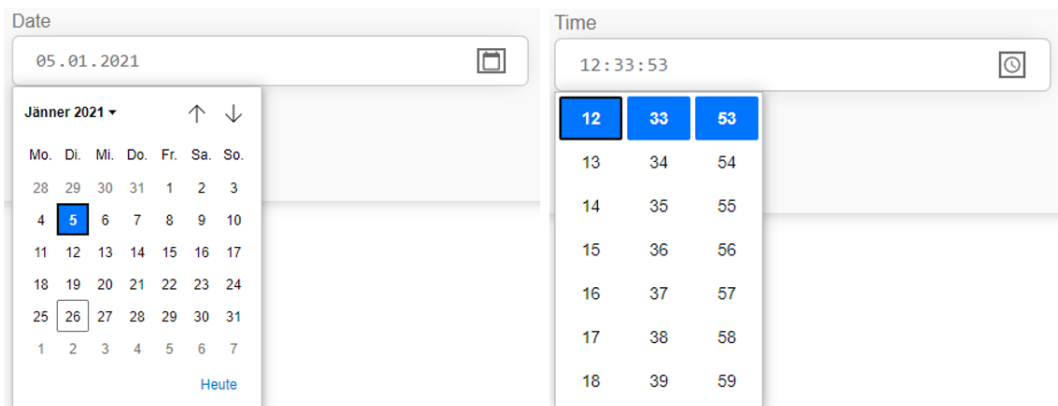 Date
05.01.2021
Jänner 2021
Mo. Di. Mi. Do. Fr. Sa. So.
28 29 30 31 1 2 3
4 5 6 7 8 9 10
11 12 13 14 15 16 17
18 19 20 21 22 23 24
25 26 27 28 29 30 31
1 2 3 4 5 6 7
Heute
Time
12:33:53
12 33 53
13 34 54
14 35 55
15 36 56
16 37 57
17 38 58
18 39 59